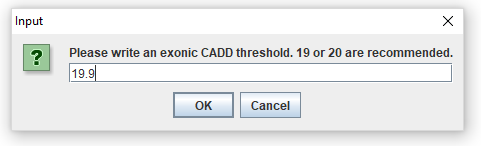 Input
Please write an exonic CADD threshold. 19 or 20 are recommended.
19.9
OK
Cancel